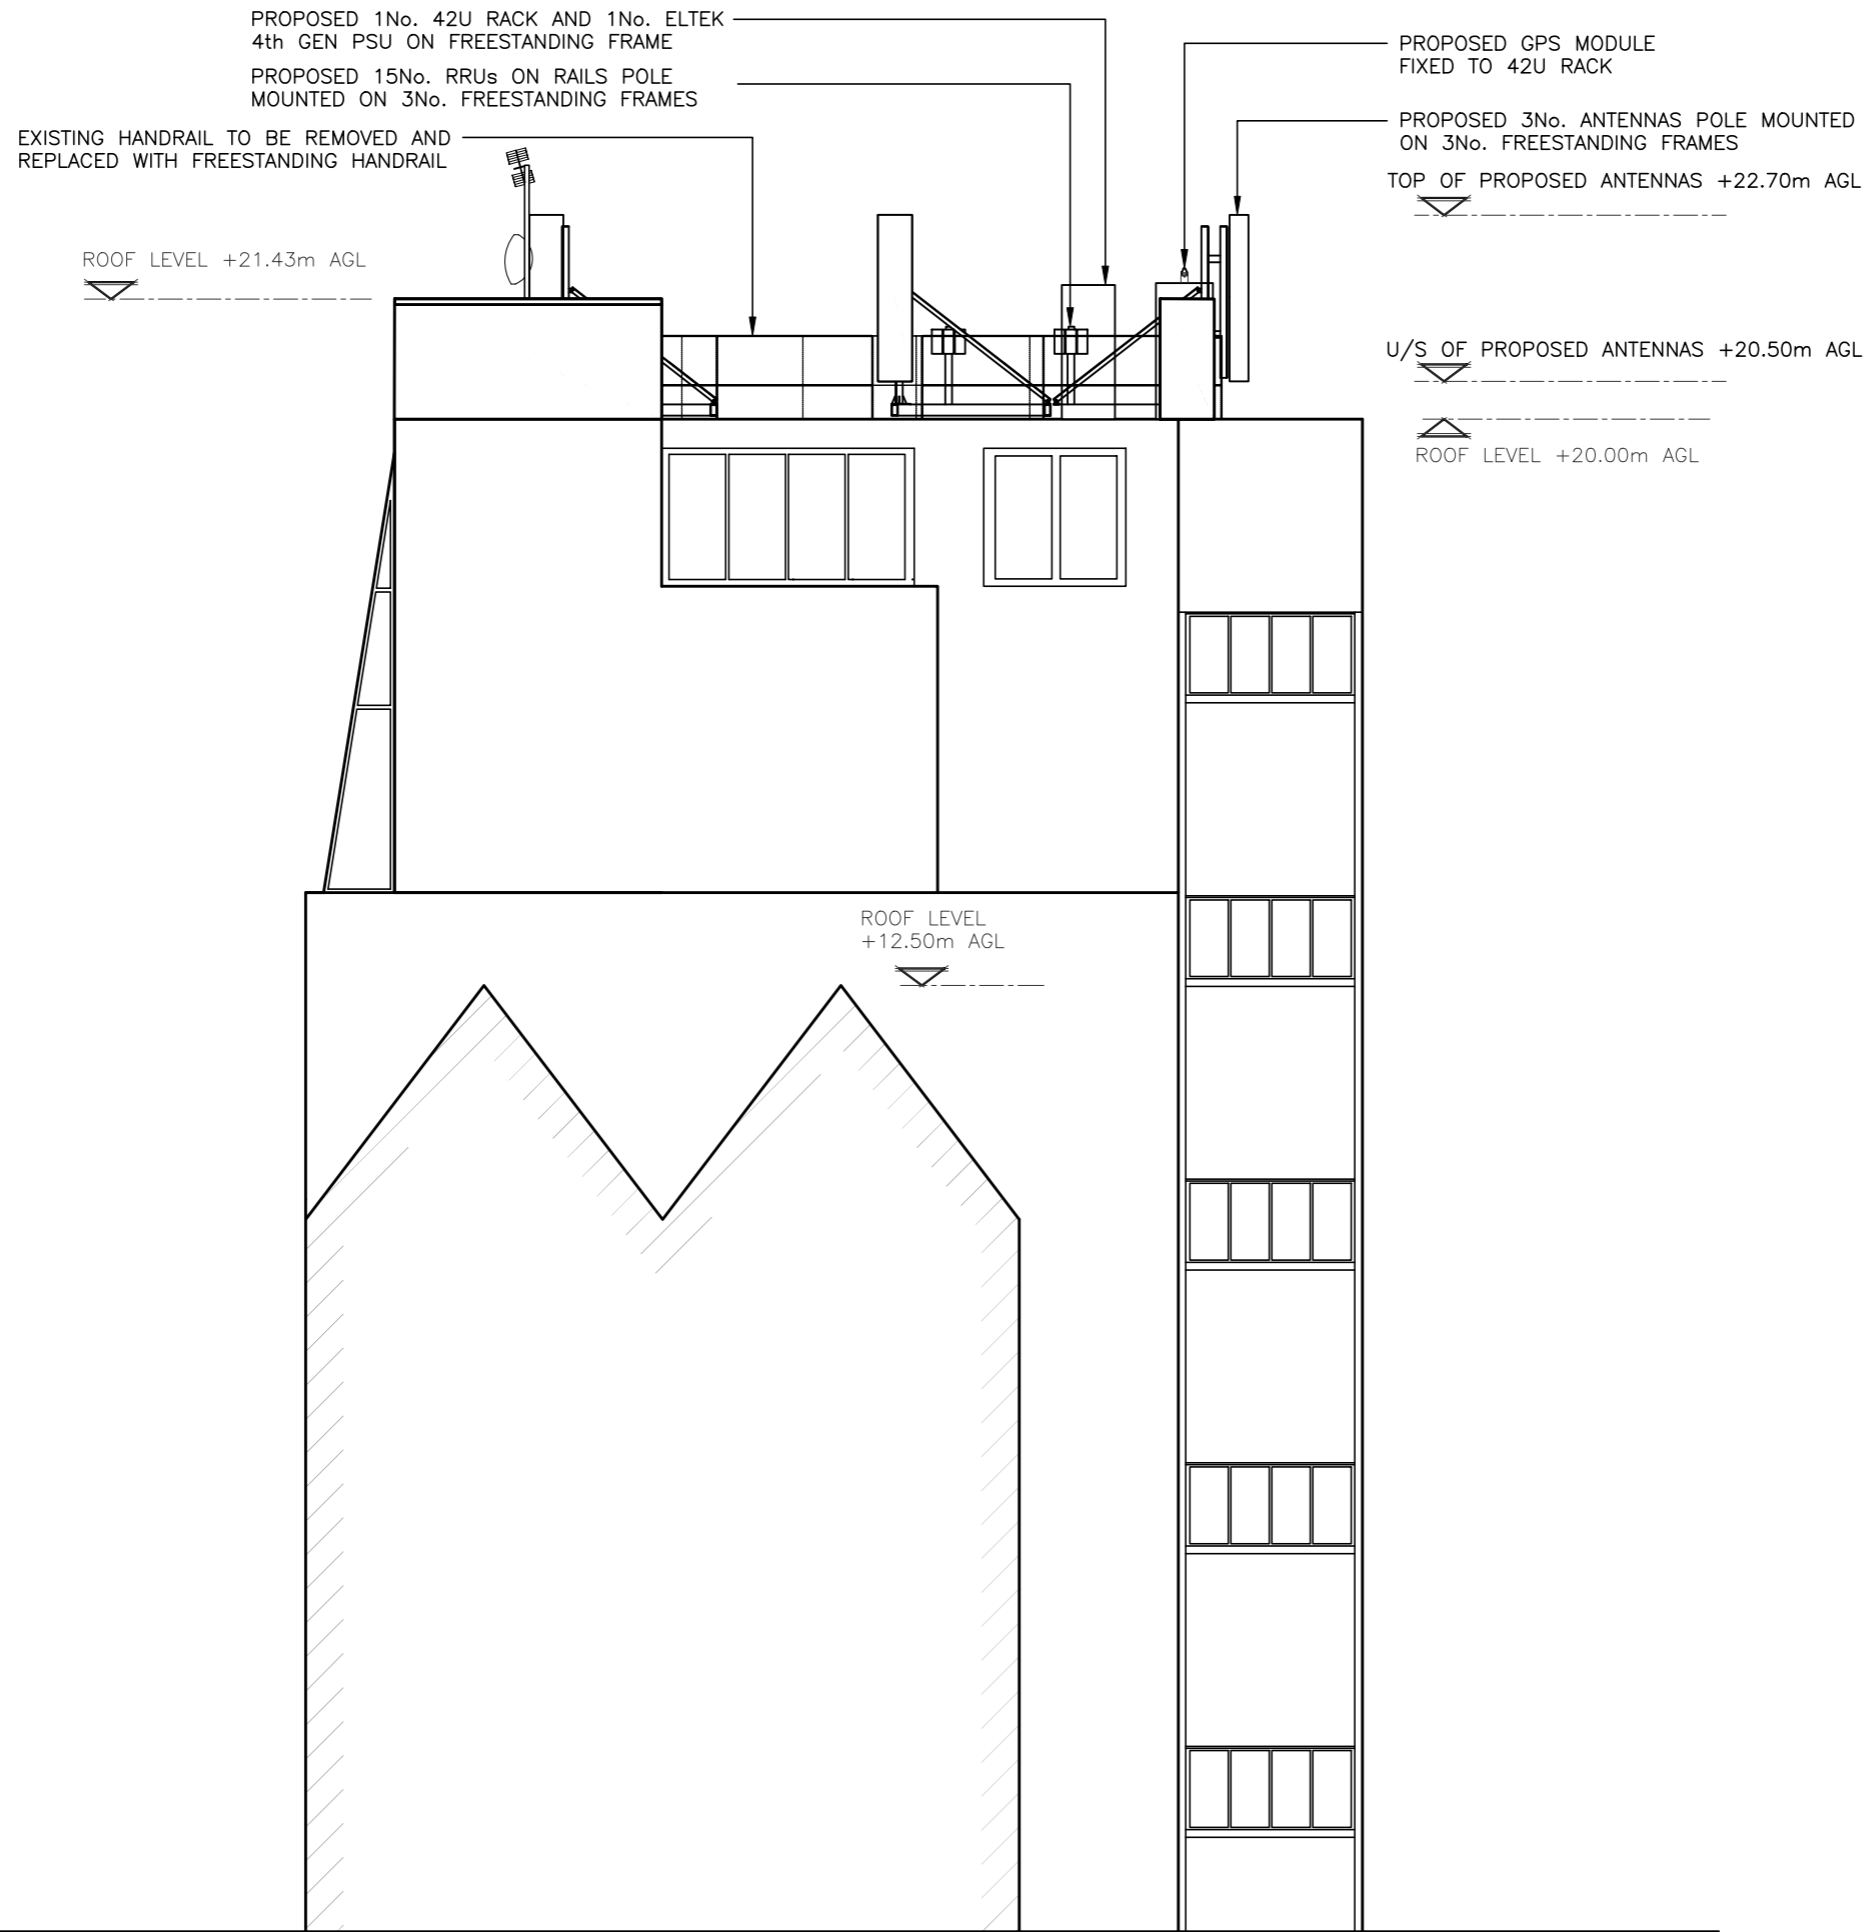 PROPOSED 1No. 42U RACK AND 1No. ELTEK
4th GEN PSU ON FREESTANDING FRAME
PROPOSED 15No. RRUs ON RAILS POLE
MOUNTED ON 3No. FREESTANDING FRAMES
EXISTING HANDRAIL TO BE REMOVED AND
REPLACED WITH FREESTANDING HANDRAIL
PROPOSED GPS MODULE
FIXED TO 42U RACK
PROPOSED 3No. ANTENNAS POLE MOUNTED
ON 3No. FREESTANDING FRAMES
TOP OF PROPOSED ANTENNAS +22.70m AGL
ROOF LEVEL +21.43m AGL
U/S OF PROPOSED ANTENNAS +20.50m AGL
ROOF LEVEL +20.00m AGL
ROOF LEVEL
+12.50m AGL